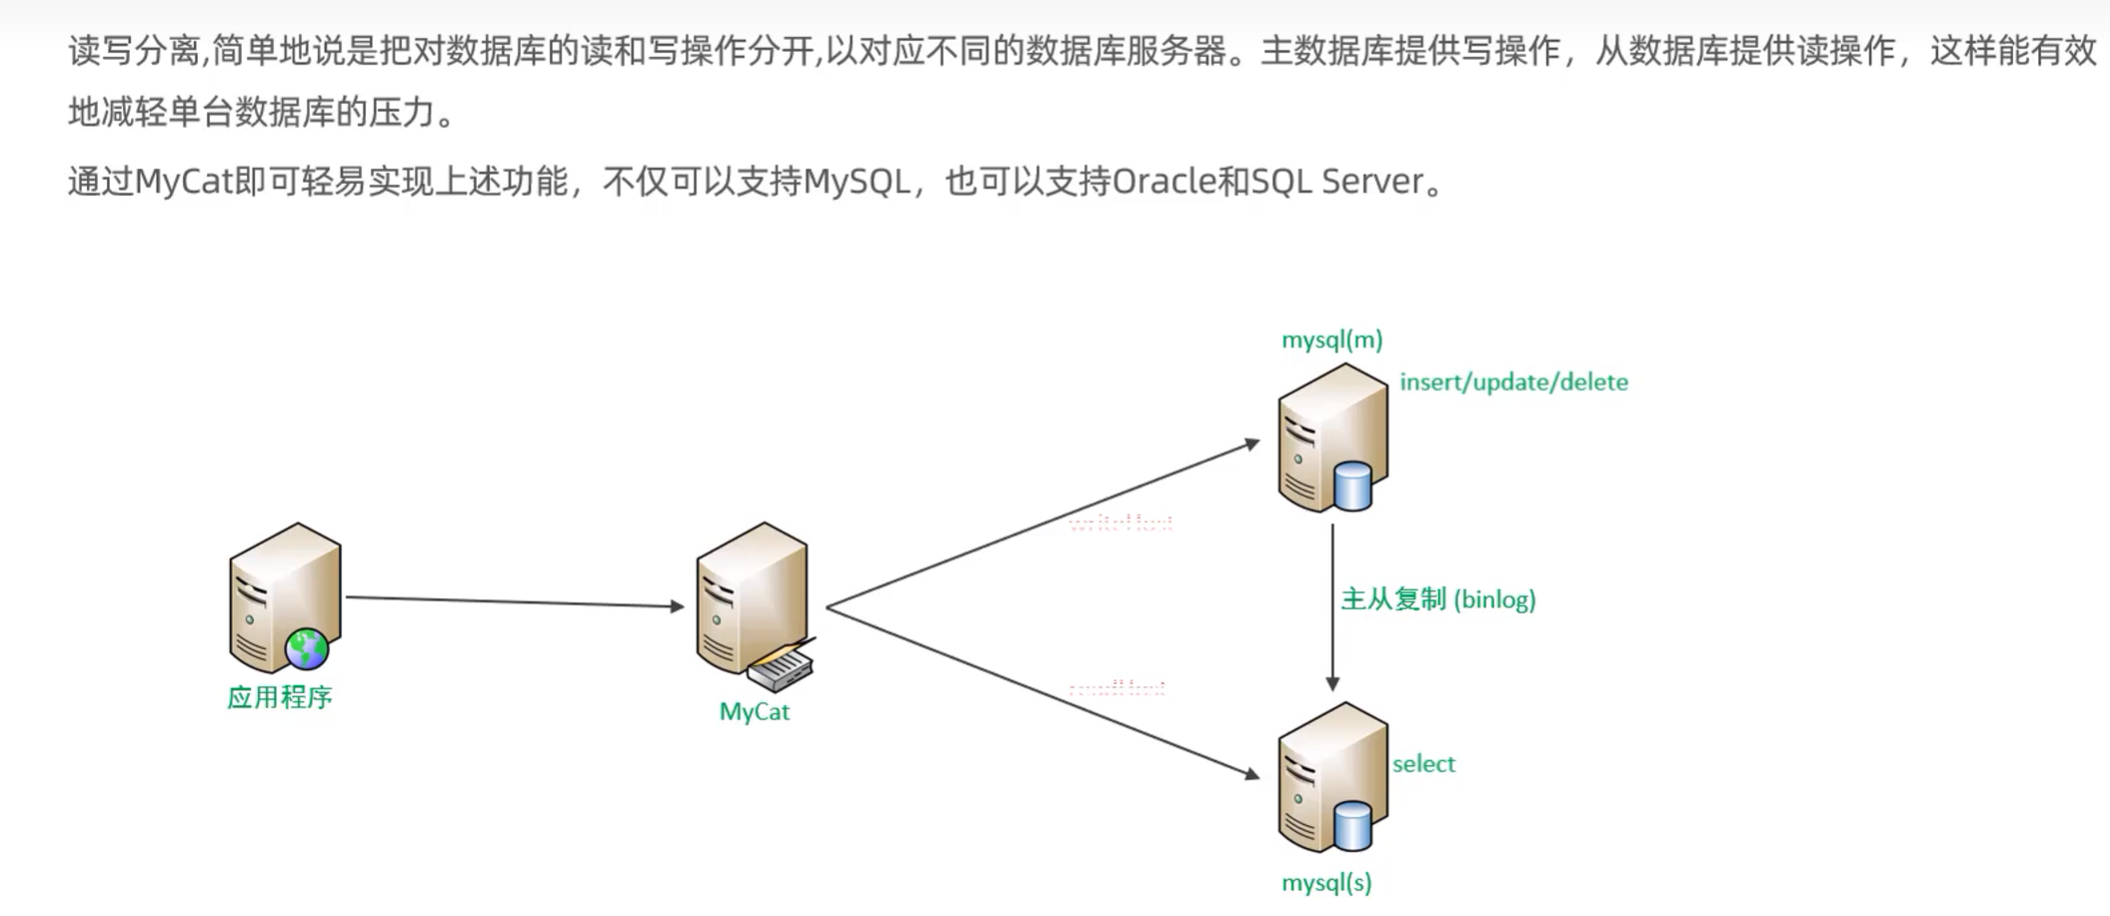 读写分离,简单地说是把对数据库的读和写操作分开,以对应不同的数据库服务器。主数据库提供写操作，从数据库提供读操作，这样能有效
地减轻单台数据库的压力。
通过MyCat即可轻易实现上述功能，不仅可以支持MySQL，也可以支持Oracle和SQL Server。
mysql(m)
insert/update/delete
主从复制 (binlog)
应用程序
MyCat
select
mysql(s)